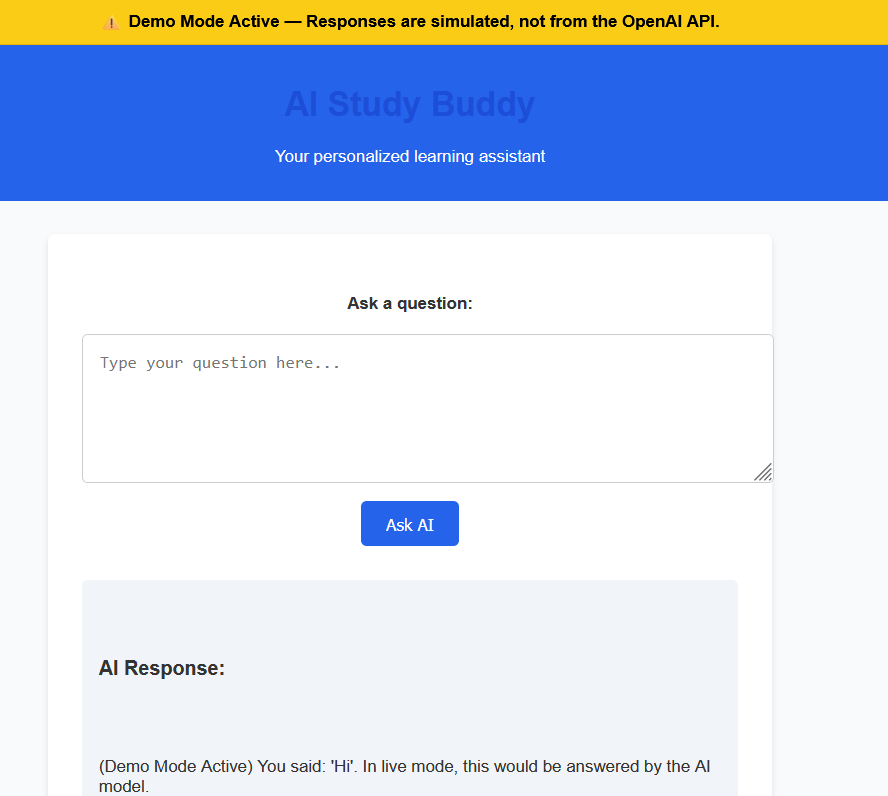 ⚠️ Demo Mode Active — Responses are simulated, not from the OpenAI API.
AI Study Buddy
Your personalized learning assistant
Ask a question:
Type your question here...
Ask AI
AI Response:
(Demo Mode Active) You said: 'Hi'. In live mode, this would be answered by the AI
model.